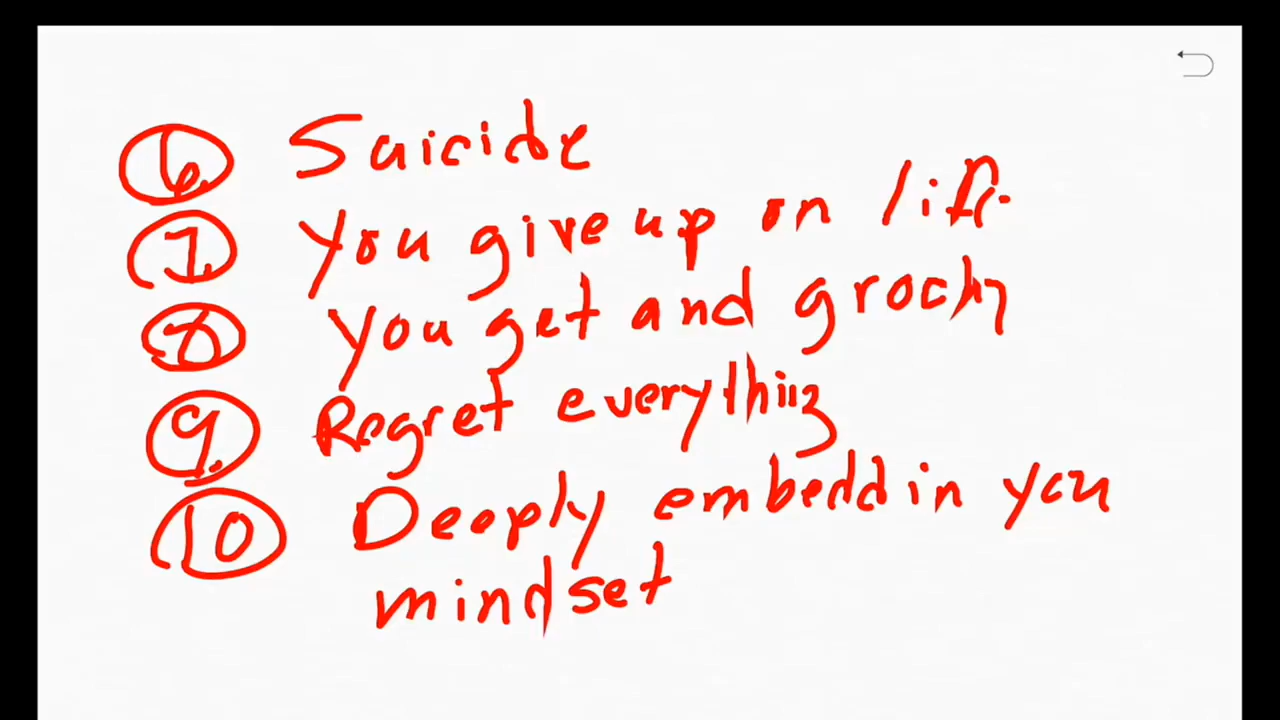 6. Suicide
7. You give up on life
8 You get and grochy
9. Regret everything
10 Deeply embedd in you
mindset